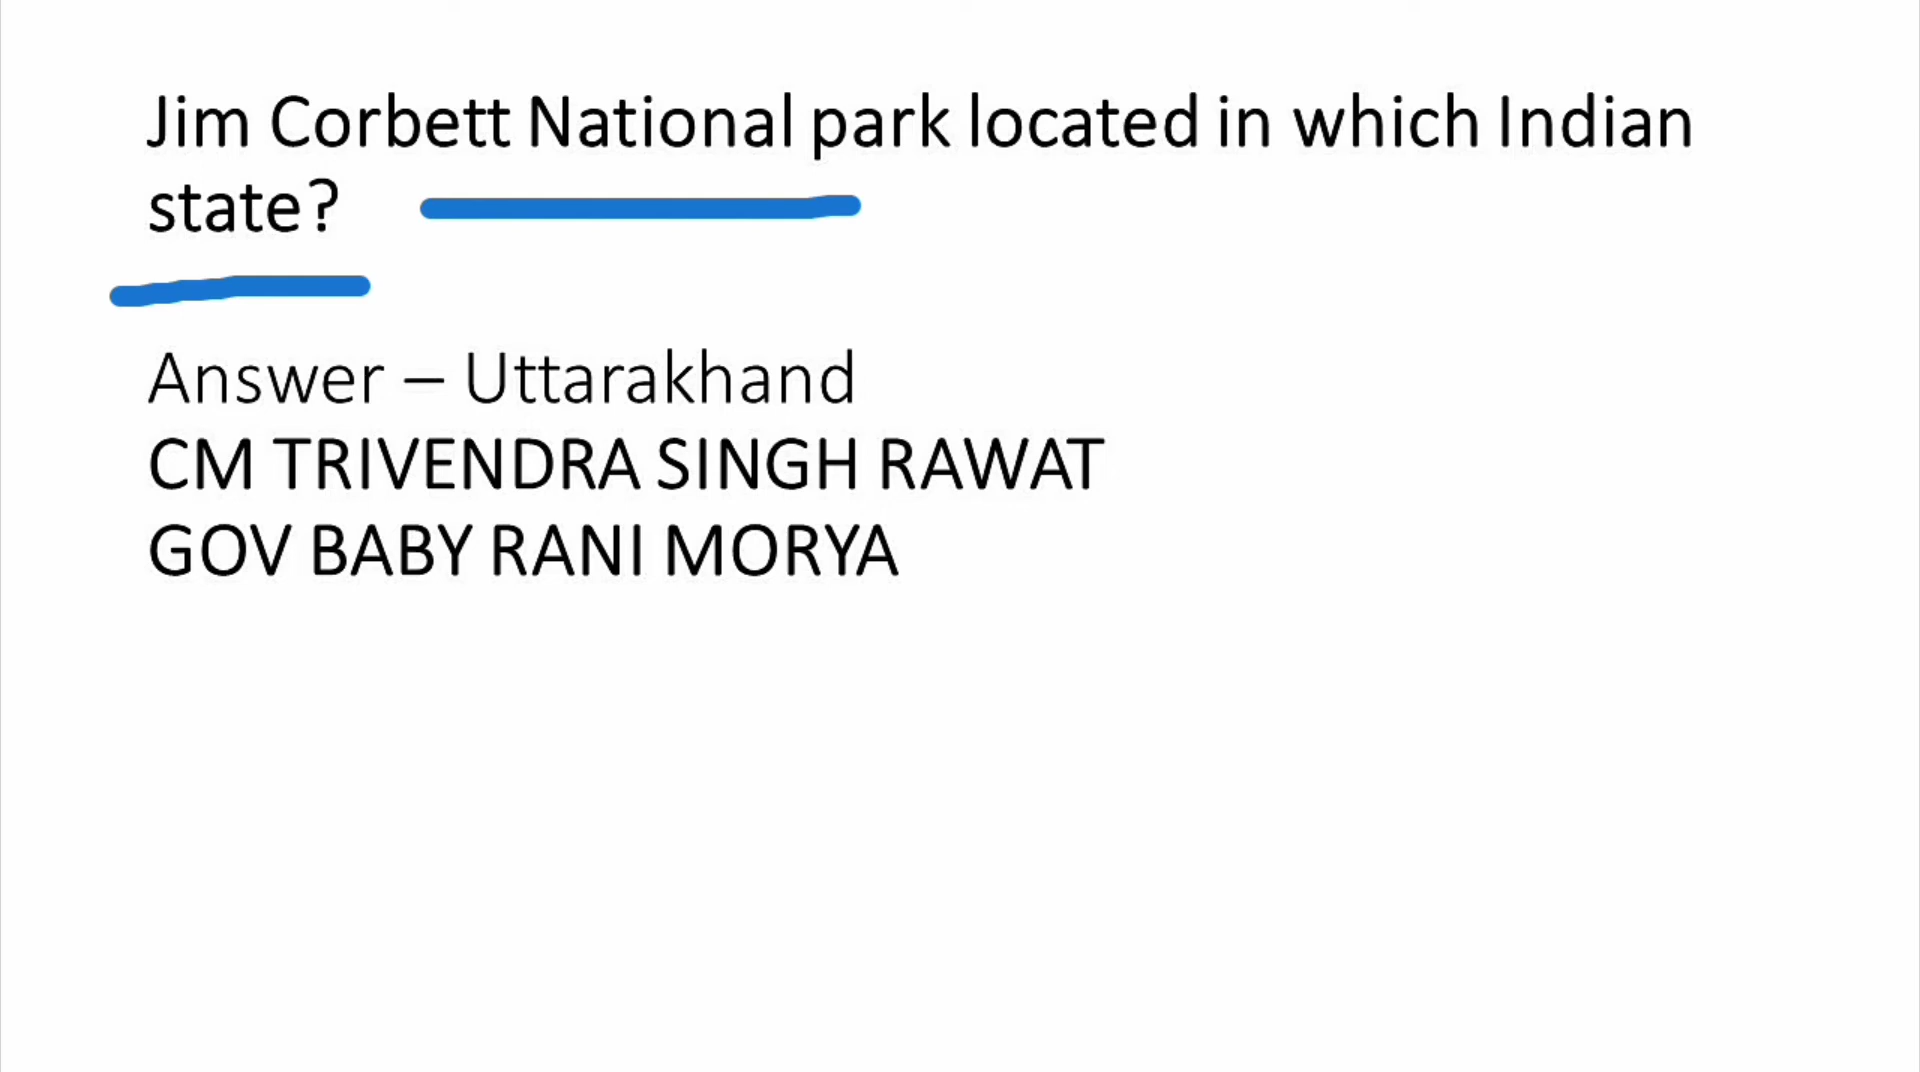 Jim Corbett National park located in which Indian
state?
Answer – Uttarakhand
CM TRIVENDRA SINGH RAWAT
GOV BABY RANI MORYA